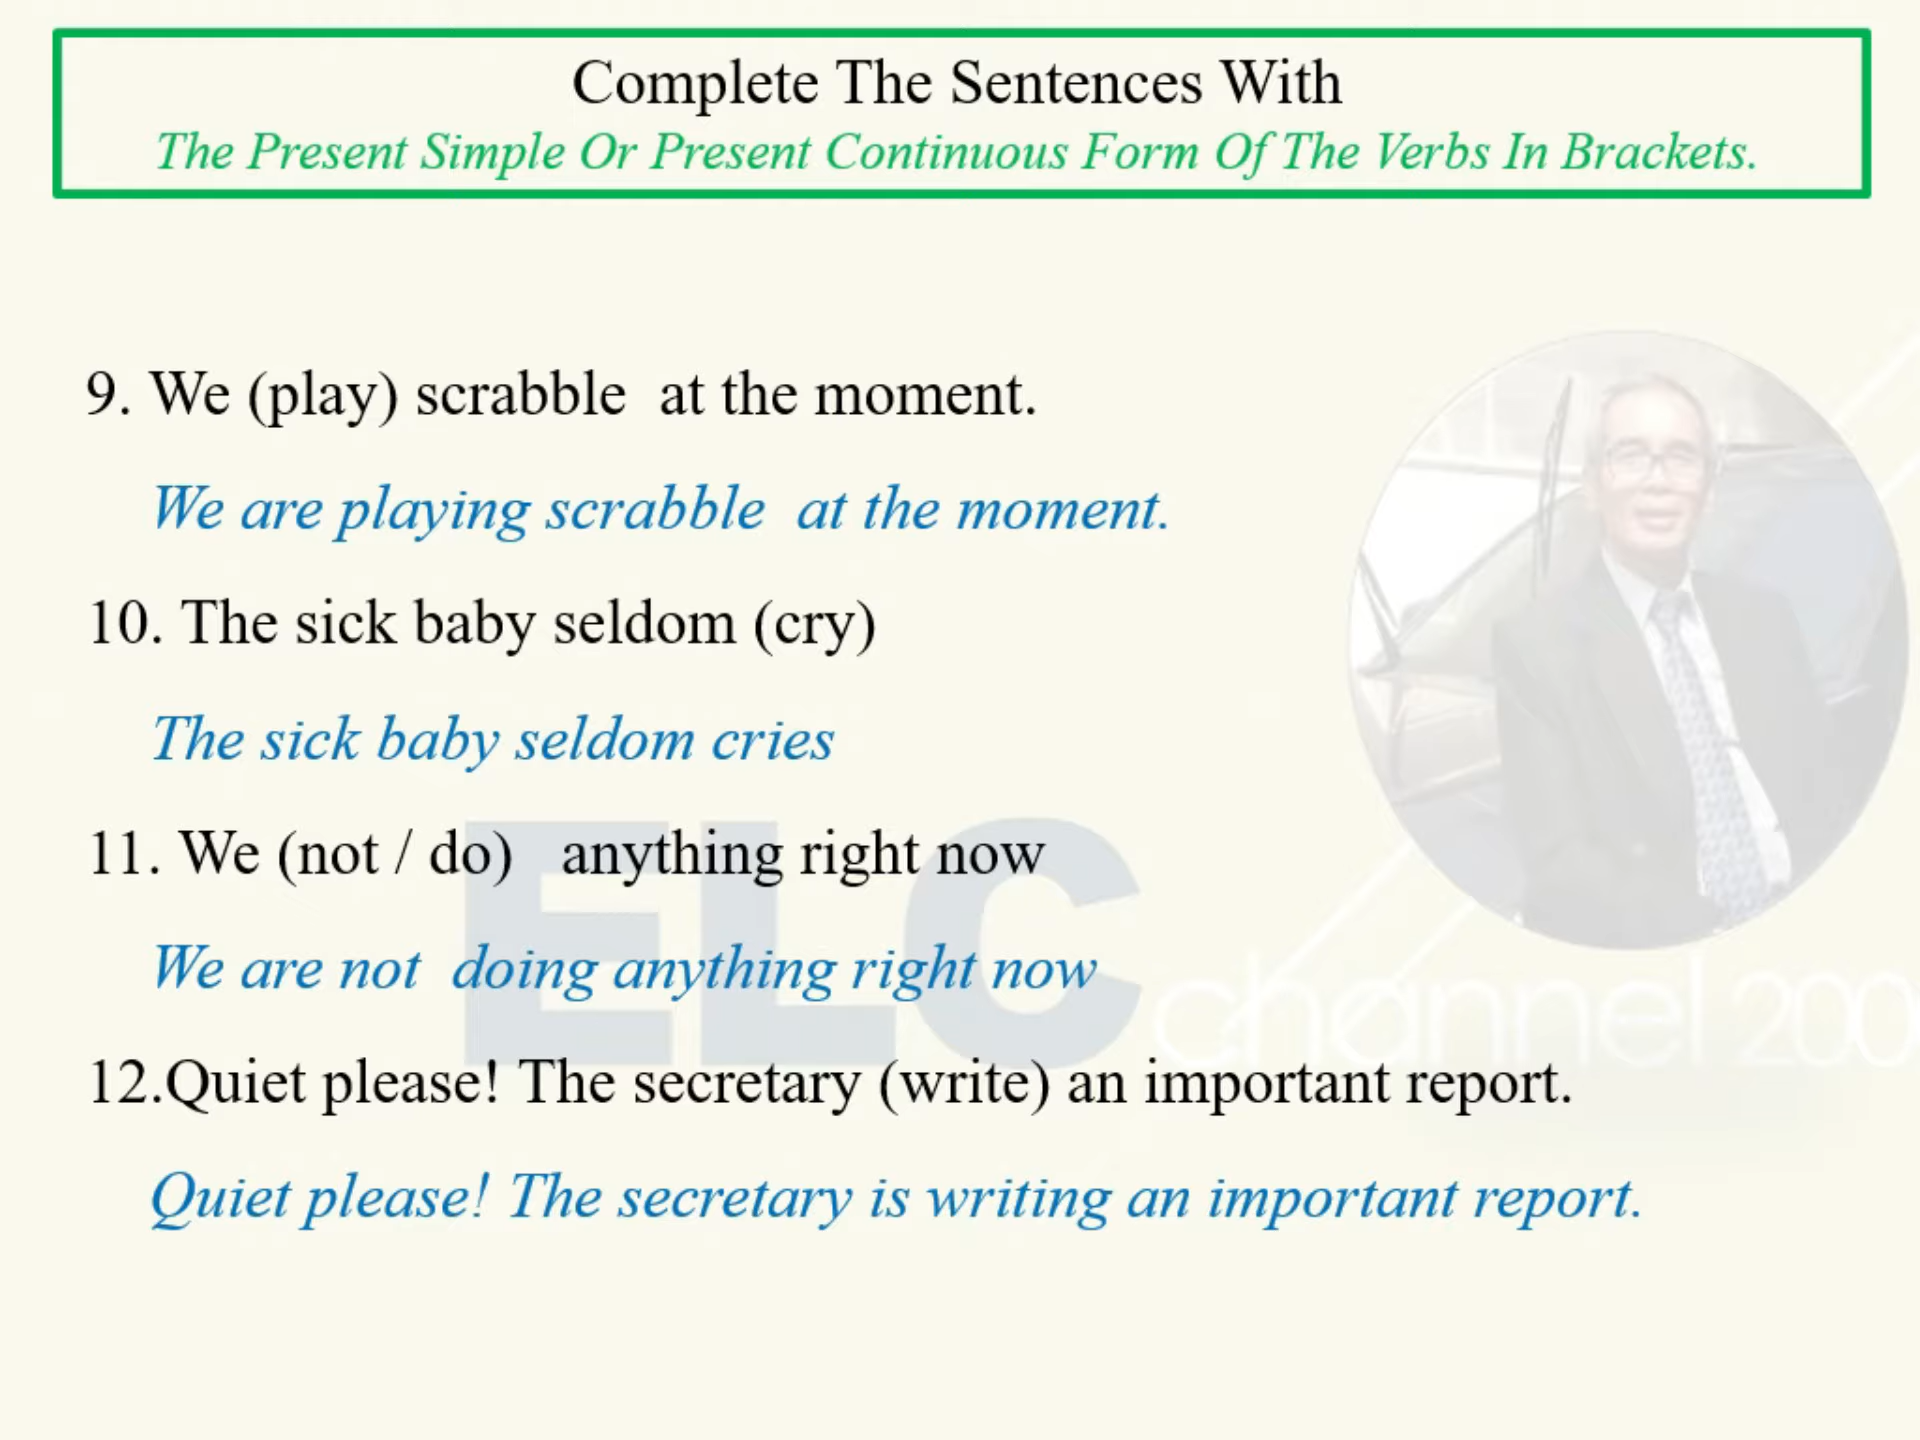 Complete The Sentences With
The Present Simple Or Present Continuous Form Of The Verbs In Brackets.
9. We (play) scrabble at the moment.
We are playing scrabble at the moment.
10. The sick baby seldom (cry)
The sick baby seldom cries
11. We (not / do) anything right now
We are not doing anything right now
ELC channel 200
12.Quiet please! The secretary (write) an important report.
Quiet please! The secretary is writing an important report.